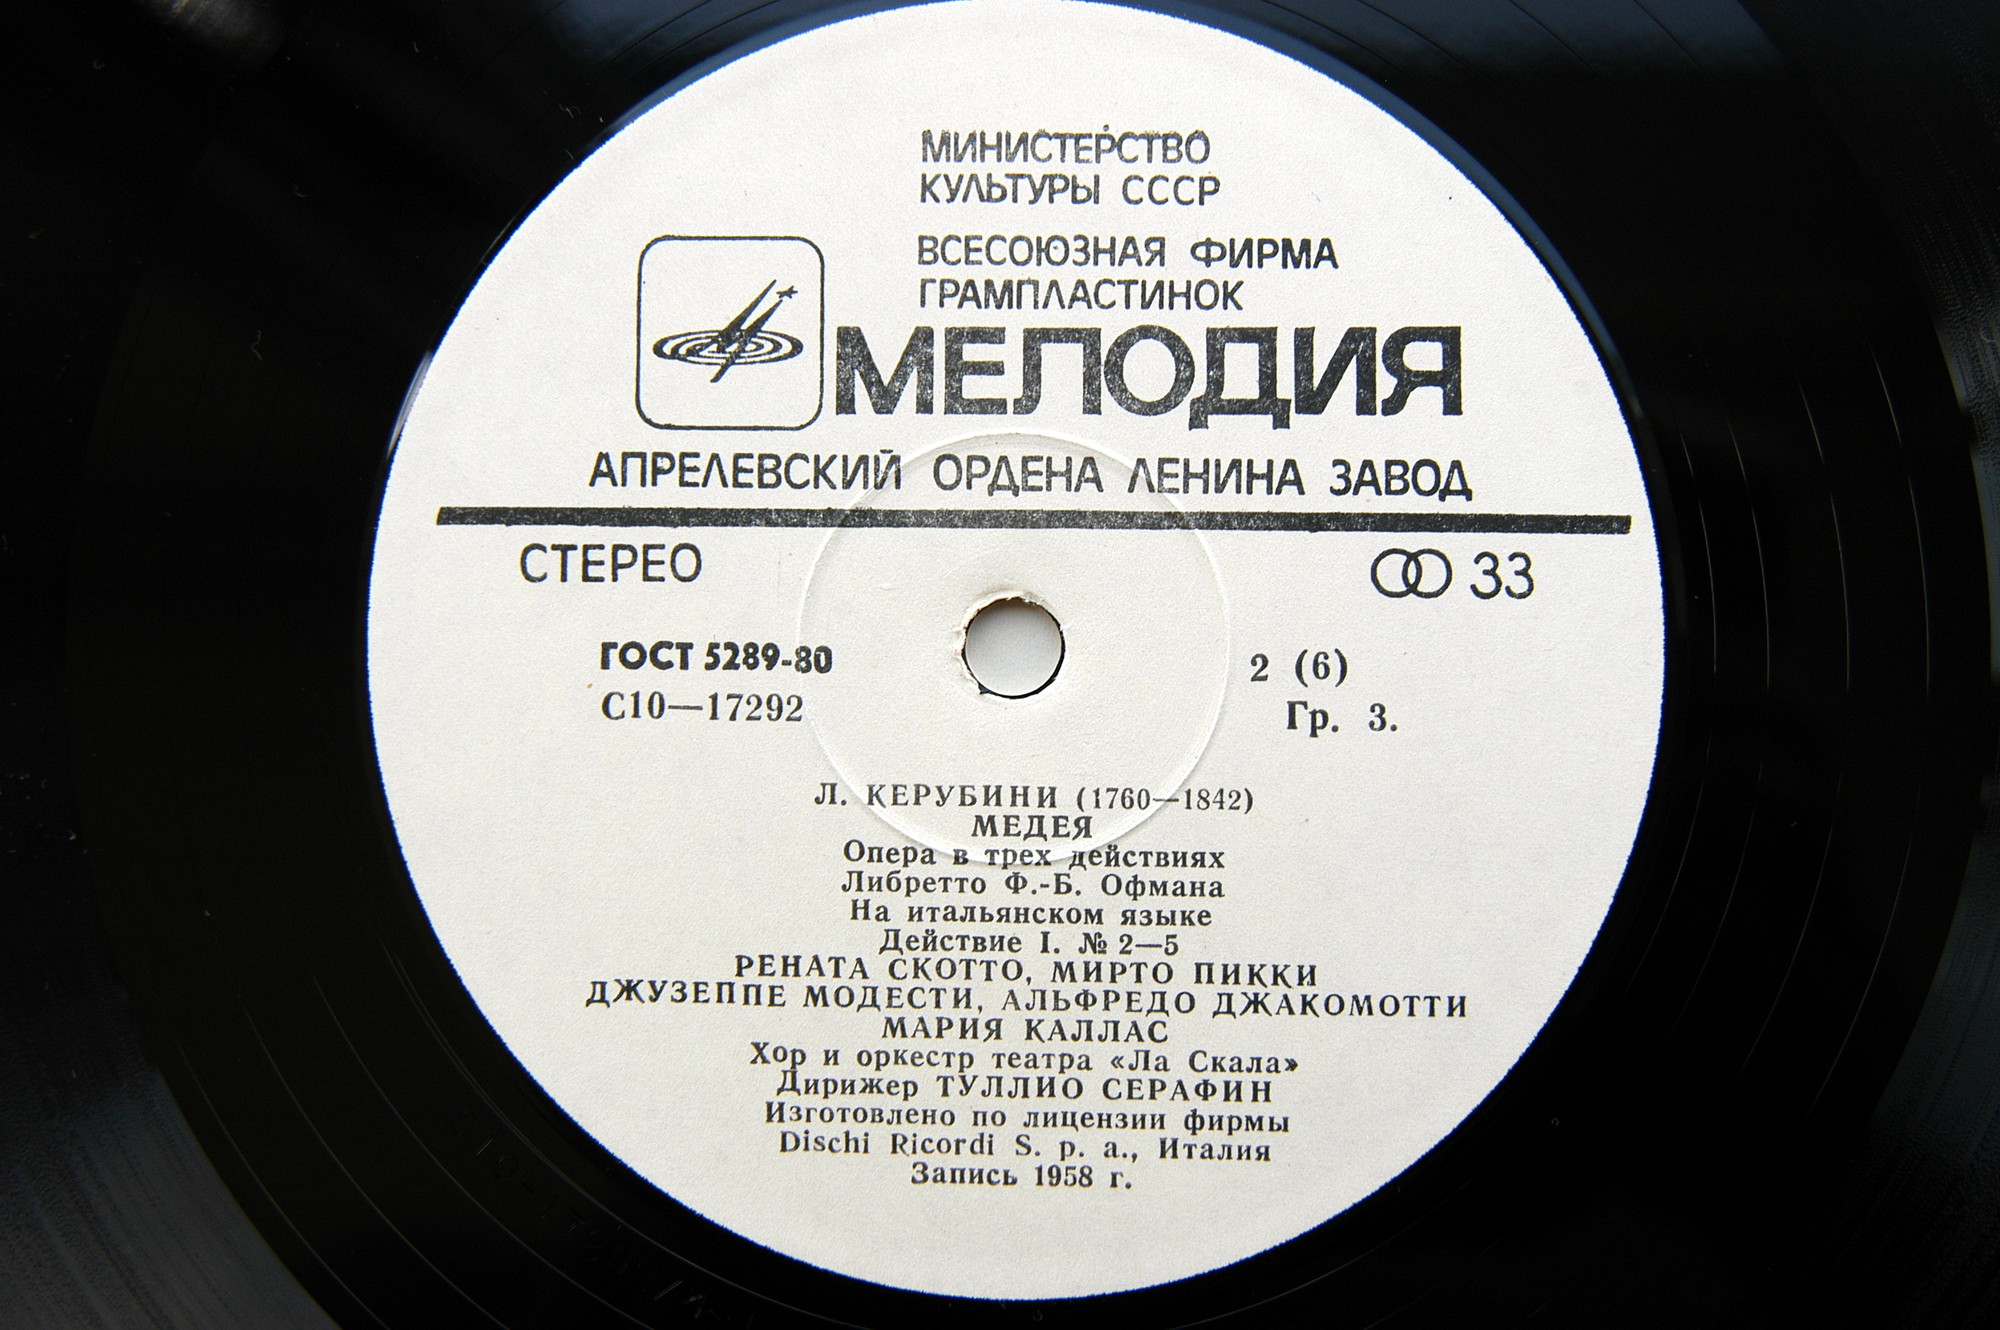 МИНИСТЕРСТВО
КУЛЬТУРЫ СССР
ВСЕСОЮЗНАЯ ФИРМА
ГРАМПЛАСТИНОК
МЕЛОДИЯ
АПРЕЛЕВСКИЙ ОРДЕНА ЛЕНИНА ЗАВОД
СТЕРЕО 33
ГОСТ 5289-80 2 (6)
С10—17292 Гр. 3.
Л. КЕРУБИНИ (1760—1842)
МЕДЕЯ
Опера в трех действиях
Либретто Ф.-Б. Офмана
На итальянском языке
Действие I. № 2—5
РЕНАТА СКОТТО, МИРТО ПИККИ
ДЖУЗЕППЕ МОДЕСТИ, АЛЬФРЕДО ДЖАКОМОТТИ
МАРИЯ КАЛЛАС
Хор и оркестр театра «Ла Скала»
Дирижер ТУЛЛИО СЕРАФИН
Изготовлено по лицензии фирмы
Dischi Ricordi S. p. a., Италия
Запись 1958 г.